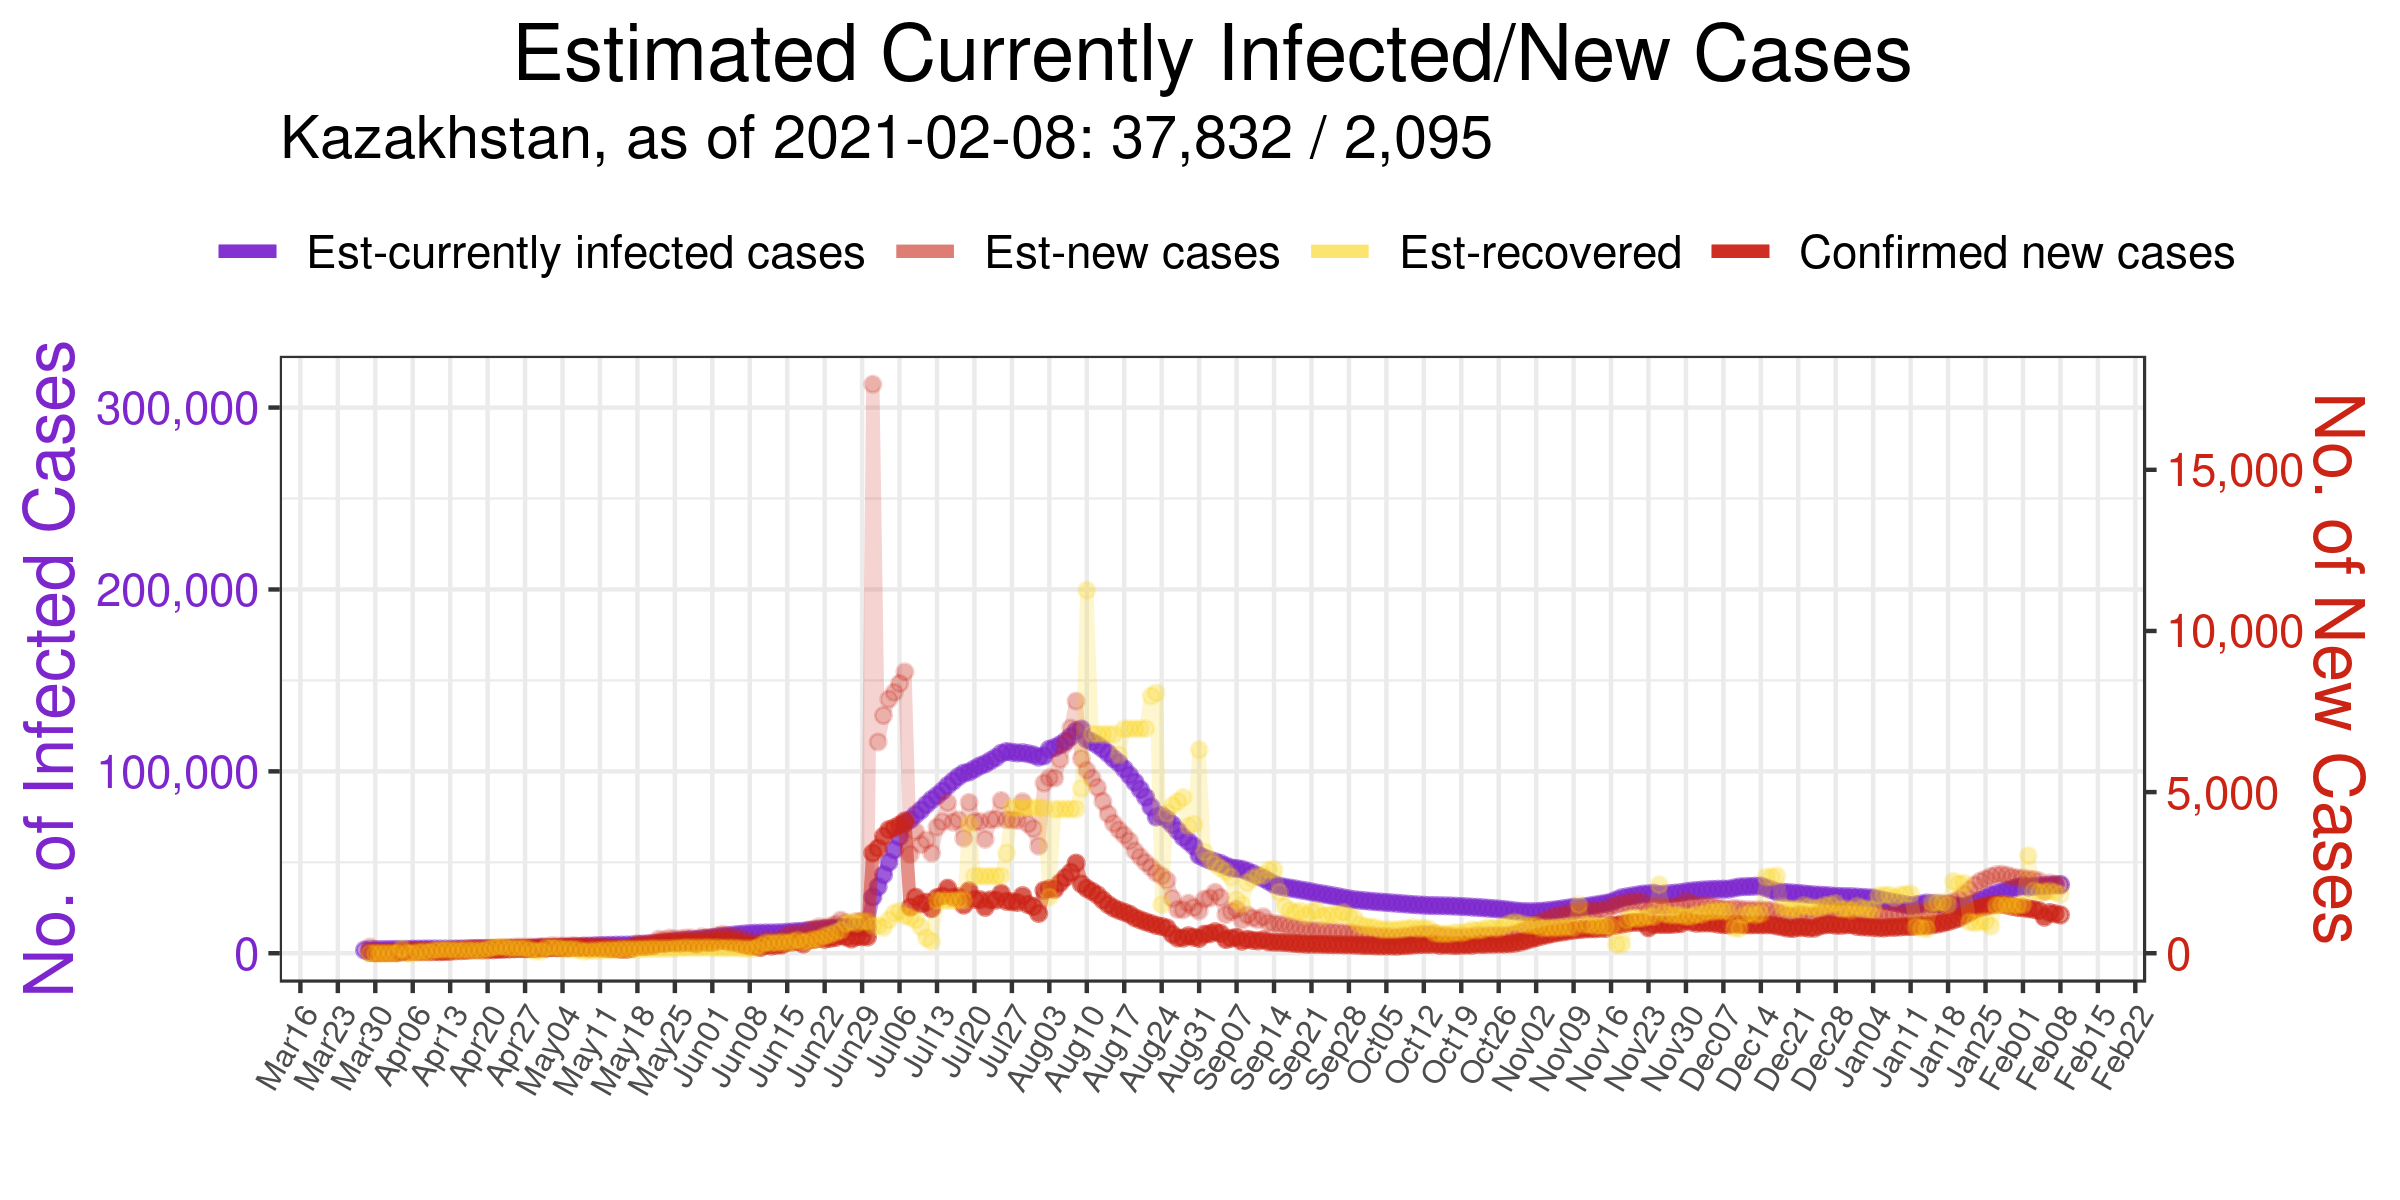 Estimated Currently Infected/New Cases
Kazakhstan, as of 2021-02-08: 37,832 / 2,095
Est-currently infected cases Est-new cases Est-recovered Confirmed new cases
No. of Infected Cases
300,000
200,000
100,000
0
15,000
10,000
5,000
0
No. of New Cases
Mar16 Mar23 Mar30 Apr06 Apr13 Apr20 Apr27 May04 May11 May18 May25 Jun01 Jun08 Jun15 Jun22 Jun29 Jul06 Jul13 Jul20 Jul27 Aug03 Aug10 Aug17 Aug24 Aug31 Sep07 Sep14 Sep21 Sep28 Oct05 Oct12 Oct19 Oct26 Nov02 Nov09 Nov16 Nov23 Nov30 Dec07 Dec14 Dec21 Dec28 Jan04 Jan11 Jan18 Jan25 Feb01 Feb08 Feb15 Feb22